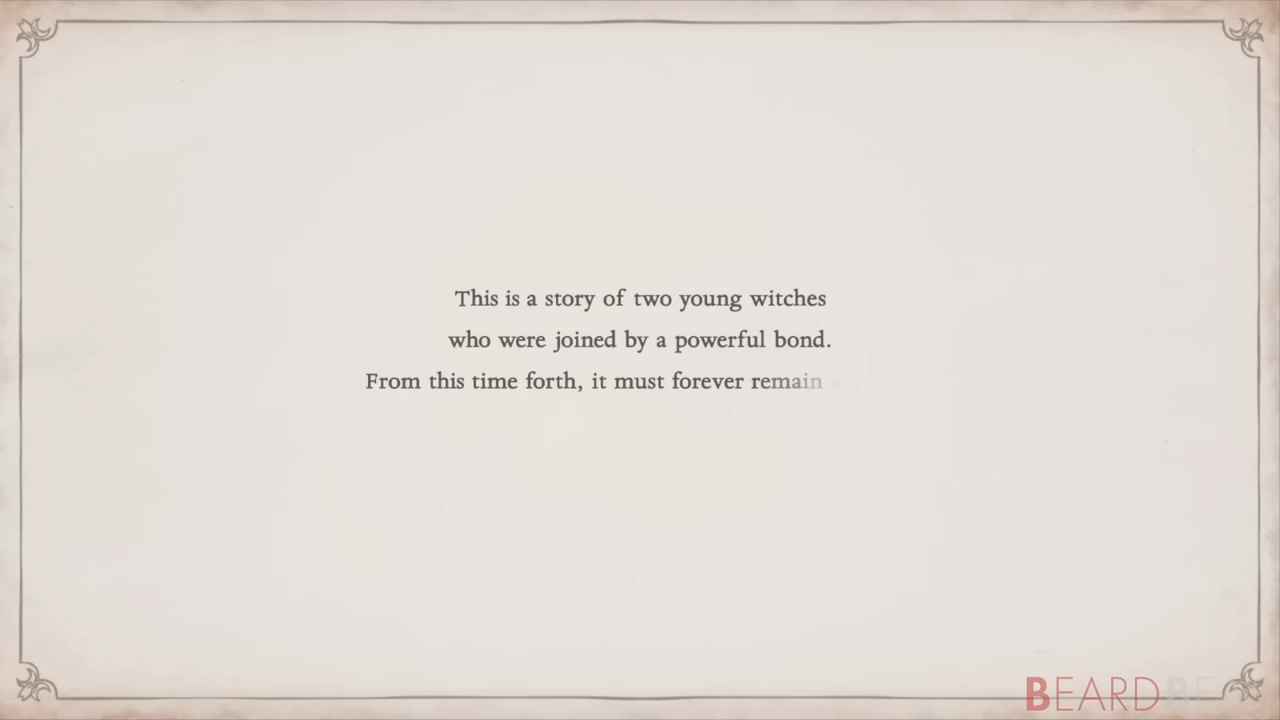 This is a story of two young witches
who were joined by a powerful bond.
From this time forth, it must forever remain
BEARD